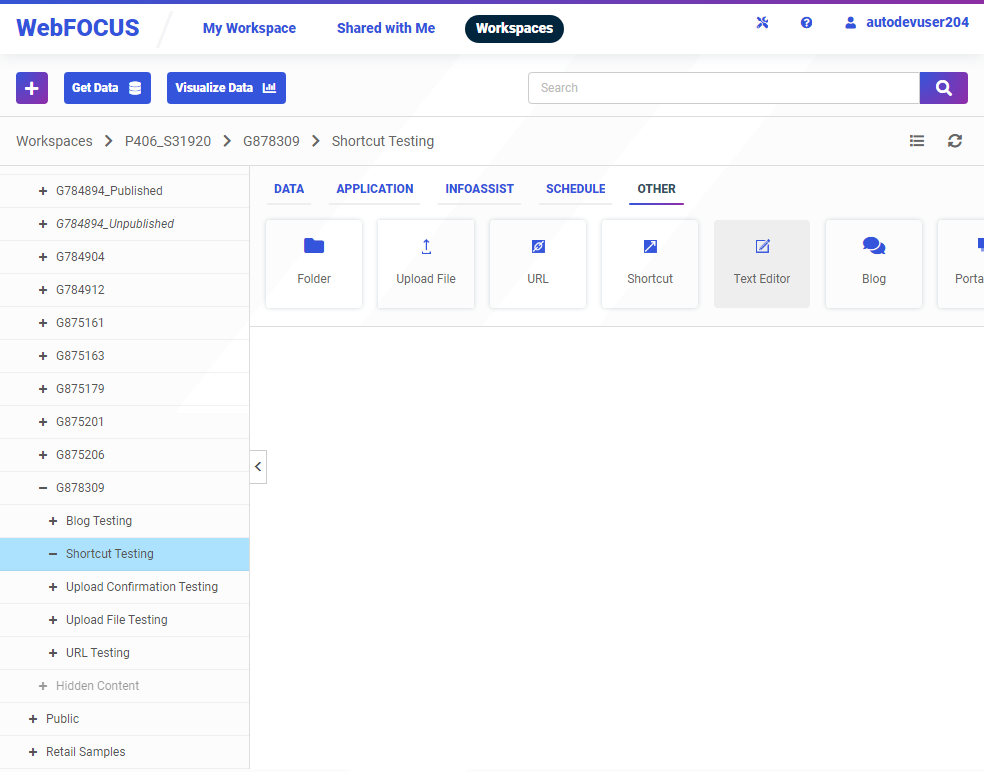 WebFOCUS
My Workspace
Shared with Me
Workspaces
autodevuser204
Get Data
Visualize Data
Search
Workspaces
P406_S31920
G878309
Shortcut Testing
G784894_Published
G784894_Unpublished
G784904
G784912
G875161
G875163
G875179
G875201
G875206
G878309
Blog Testing
Shortcut Testing
Upload Confirmation Testing
Upload File Testing
URL Testing
Hidden Content
Public
Retail Samples
DATA
APPLICATION
INFOASSIST
SCHEDULE
OTHER
Folder
Upload File
URL
Shortcut
Text Editor
Blog
Porta